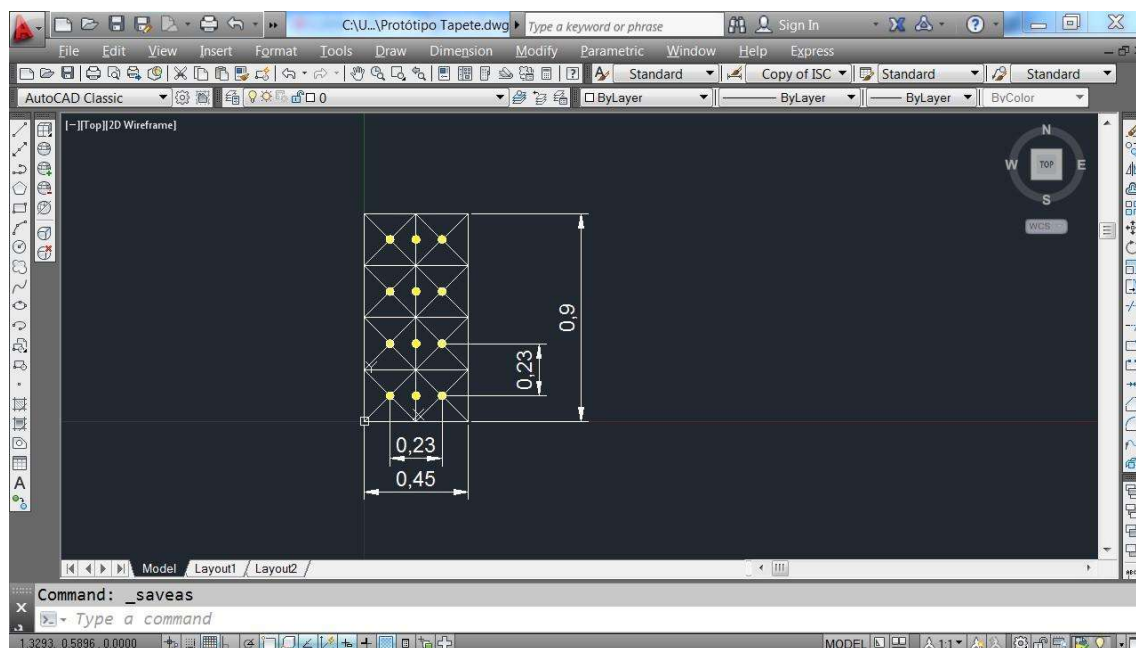 C:\U...\Protótipo Tapete.dwg Type a keyword or phrase Sign In
File Edit View Insert Format Tools Draw Dimension Modify Parametric Window Help Express
A Standard Copy of ISC Standard Standard
AutoCAD Classic 0 ByLayer ByLayer ByLayer ByColor
[-][Top][2D Wireframe]
N
W TOP E
S
WCS
0,9
0,23
0,23
0,45
A
Model Layout1 Layout2
Command: _saveas
Type a command
1.3293, 0.5896, 0.0000 MODEL 1:1